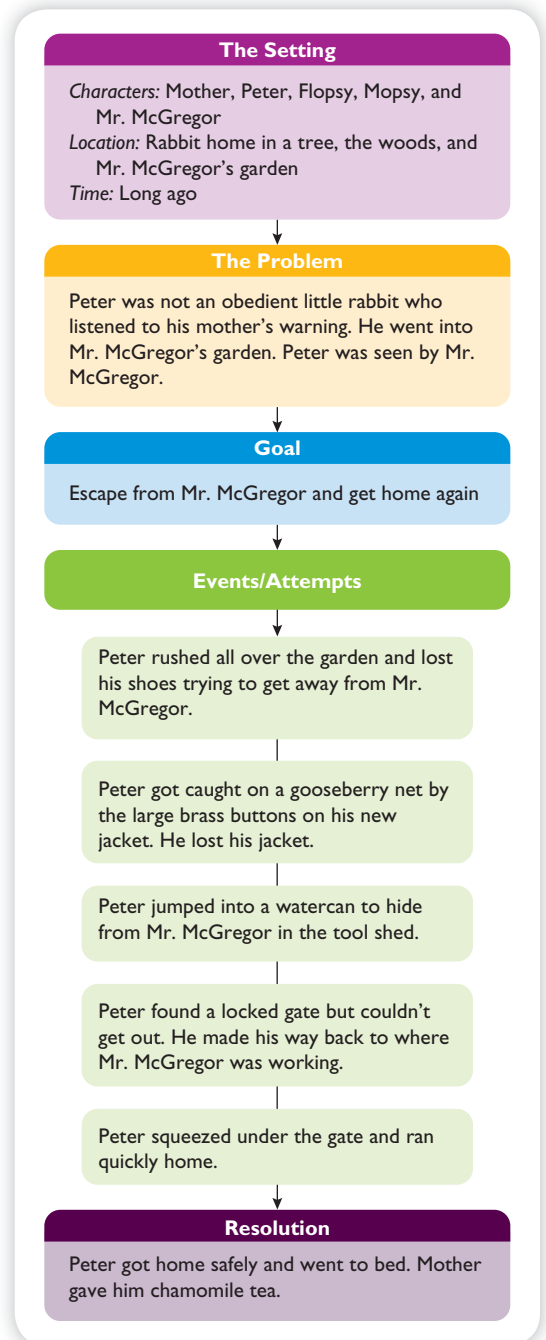 The Setting
Characters: Mother, Peter, Flopsy, Mopsy, and
Mr. McGregor
Location: Rabbit home in a tree, the woods, and
Mr. McGregor’s garden
Time: Long ago
The Problem
Peter was not an obedient little rabbit who
listened to his mother’s warning. He went into
Mr. McGregor’s garden. Peter was seen by Mr.
McGregor.
Goal
Escape from Mr. McGregor and get home again
Events/Attempts
Peter rushed all over the garden and lost
his shoes trying to get away from Mr.
McGregor.
Peter got caught on a gooseberry net by
the large brass buttons on his new
jacket. He lost his jacket.
Peter jumped into a watercan to hide
from Mr. McGregor in the tool shed.
Peter found a locked gate but couldn’t
get out. He made his way back to where
Mr. McGregor was working.
Peter squeezed under the gate and ran
quickly home.
Resolution
Peter got home safely and went to bed. Mother
gave him chamomile tea.